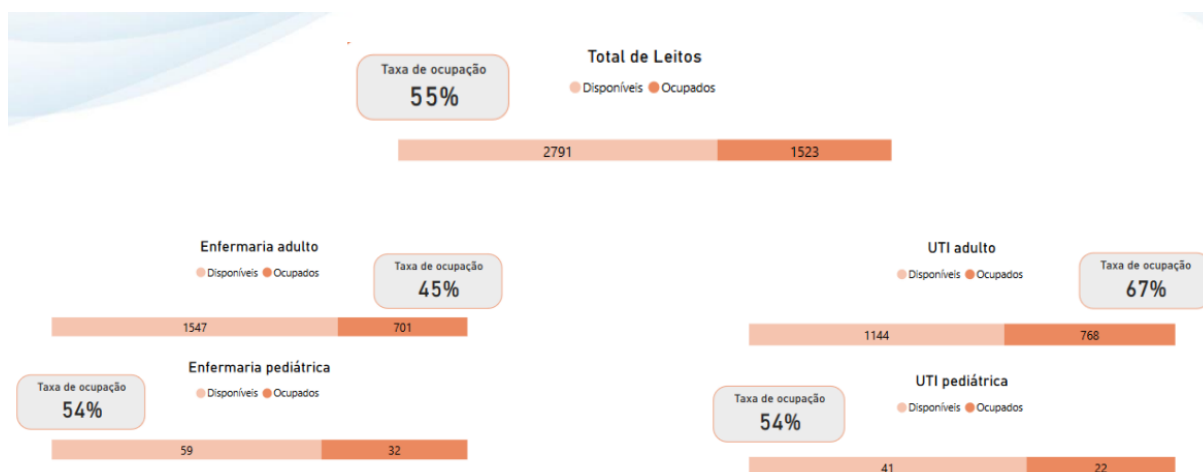 Total de Leitos
Taxa de ocupação
55%
Disponíveis Ocupados
2791 1523
Enfermaria adulto
Disponíveis Ocupados
Taxa de ocupação
45%
1547 701
UTI adulto
Disponíveis Ocupados
Taxa de ocupação
67%
1144 768
Enfermaria pediátrica
Taxa de ocupação
54%
Disponíveis Ocupados
59 32
UTI pediátrica
Taxa de ocupação
54%
Disponíveis Ocupados
41 22